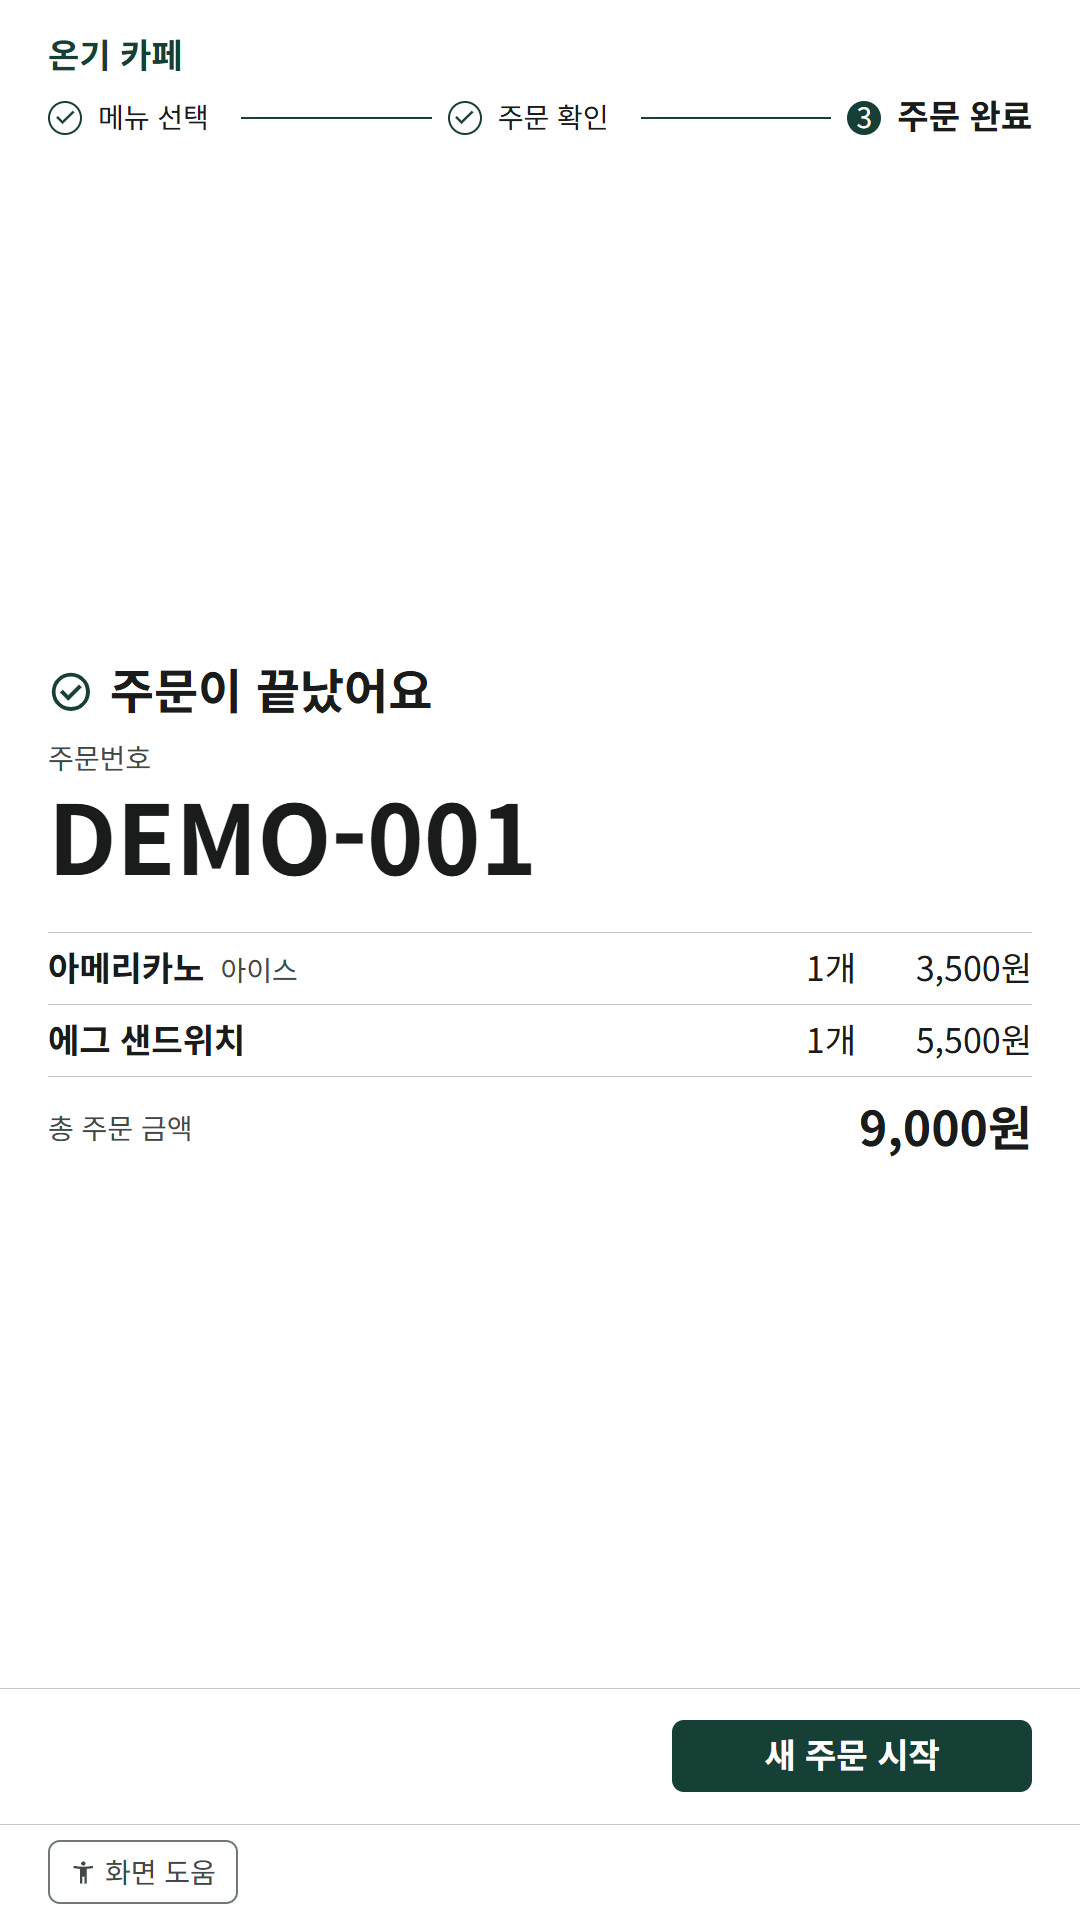 온기 카페
메뉴 선택 주문 확인 3 주문 완료
주문이 끝났어요
주문번호
DEMO-001
아메리카노 아이스 1개 3,500원
에그 샌드위치 1개 5,500원
총 주문 금액 9,000원
새 주문 시작
화면 도움